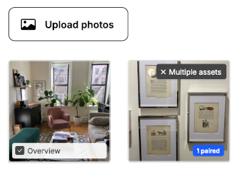 Upload photos
✕ Multiple assets
Overview
1 paired